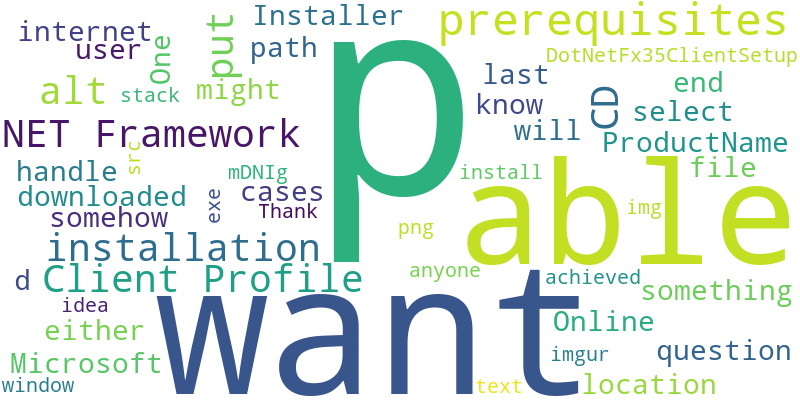 internet
user
One
put
Installer
path
p
prerequisites
DotNetFx35ClientSetup
alt
stack
might
last
know
will
CD
end
select
ProductName
NET Framework
src
handle
mDNIg
downloaded
exe
cases
somehow
Thank
install
file
able
img
installation
png
d
Client Profile
anyone
Want
achieved
something
idea
either
Online
Microsoft
imgur
question
window
text
location